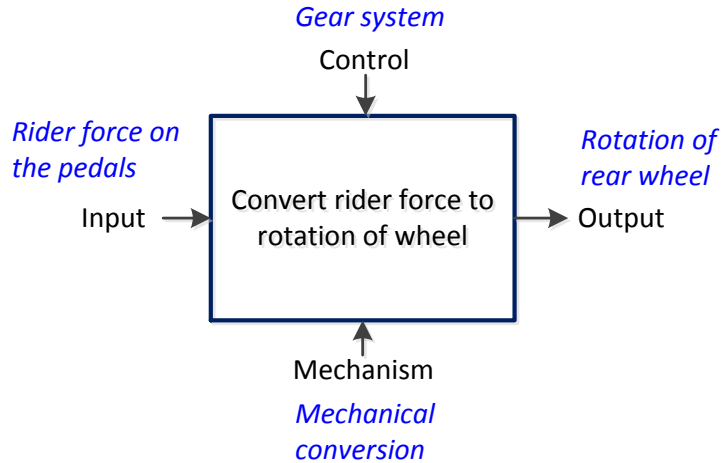 Gear system
Control
Rider force on
the pedals
Input
Convert rider force to
rotation of wheel
Rotation of
rear wheel
Output
Mechanism
Mechanical
conversion